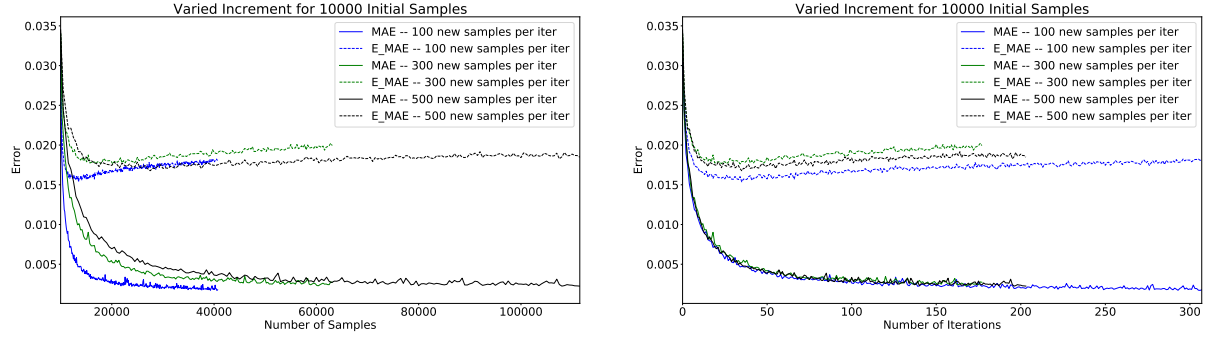 Varied Increment for 10000 Initial Samples
0.035
0.030
0.025
0.020
0.015
0.010
0.005
Error
MAE -- 100 new samples per iter
E_MAE -- 100 new samples per iter
MAE -- 300 new samples per iter
E_MAE -- 300 new samples per iter
MAE -- 500 new samples per iter
E_MAE -- 500 new samples per iter
20000
40000
60000
80000
100000
Number of Samples
Varied Increment for 10000 Initial Samples
0.035
0.030
0.025
0.020
0.015
0.010
0.005
Error
MAE -- 100 new samples per iter
E_MAE -- 100 new samples per iter
MAE -- 300 new samples per iter
E_MAE -- 300 new samples per iter
MAE -- 500 new samples per iter
E_MAE -- 500 new samples per iter
0
50
100
150
200
250
300
Number of Iterations